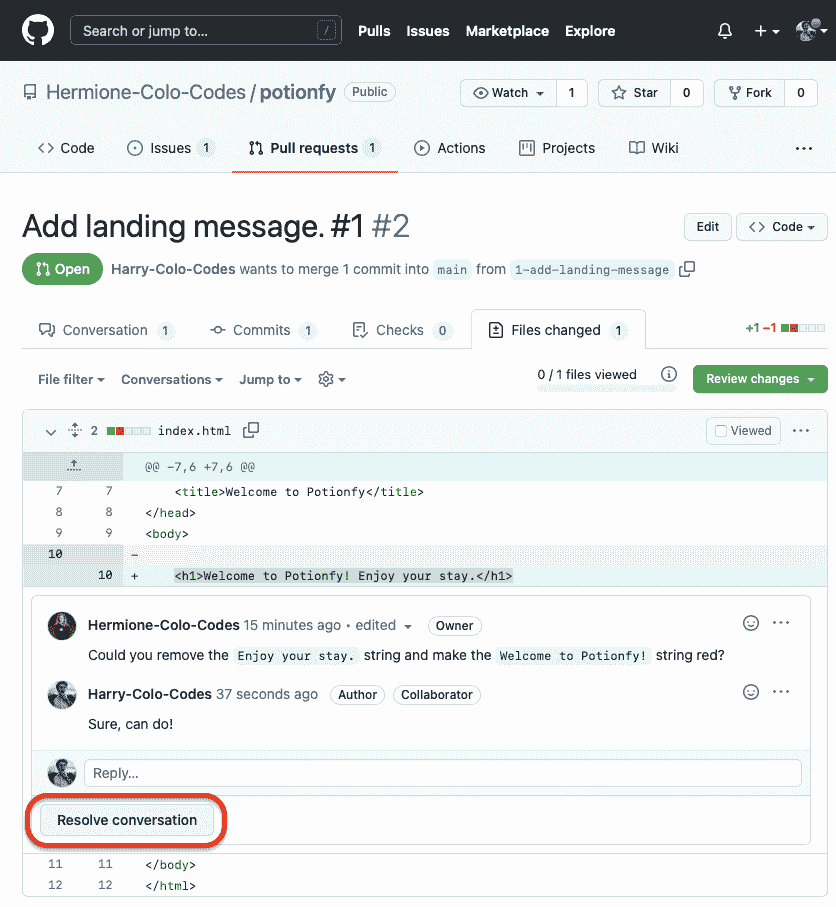 Search or jump to... / Pulls Issues Marketplace Explore
Hermione-Colo-Codes / potionfy Public Watch 1 Star 0 Fork 0
Code Issues 1 Pull requests 1 Actions Projects Wiki ...
Add landing message. #1 #2 Edit <> Code
Open Harry-Colo-Codes wants to merge 1 commit into main from 1-add-landing-message
Conversation 1 Commits 1 Checks 0 Files changed 1 +1 −1
File filter Conversations Jump to 0 / 1 files viewed Review changes
2 index.html Viewed ...
@@ -7,6 +7,6 @@
7 7 <title>Welcome to Potionfy</title>
8 8 </head>
9 9 <body>
10 -
10 + <h1>Welcome to Potionfy! Enjoy your stay.</h1>
Hermione-Colo-Codes 15 minutes ago • edited Owner ...
Could you remove the Enjoy your stay. string and make the Welcome to Potionfy! string red?
Harry-Colo-Codes 37 seconds ago Author Collaborator ...
Sure, can do!
Reply...
Resolve conversation
11 11 </body>
12 12 </html>